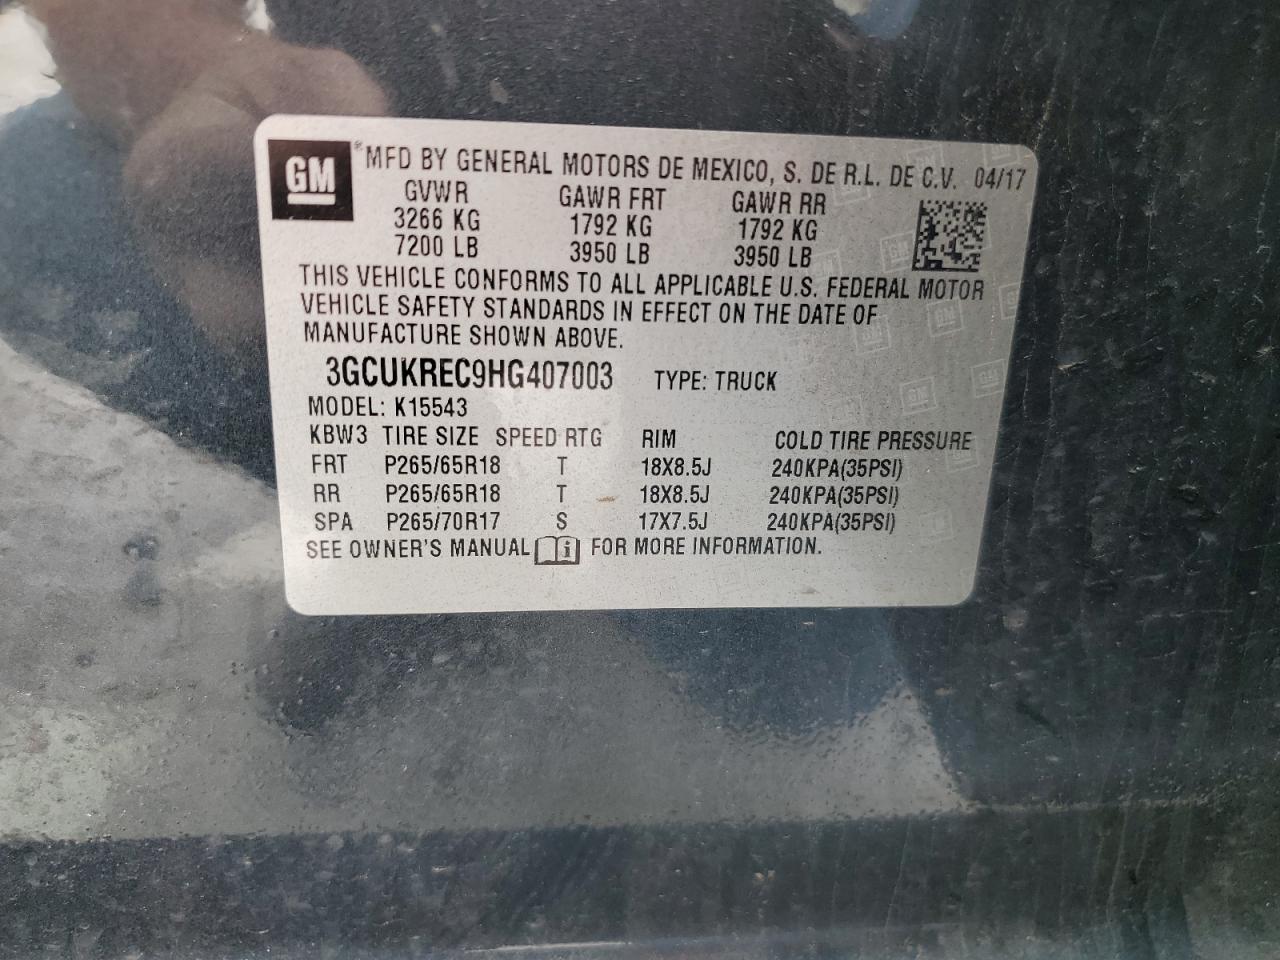 GM ® MFD BY GENERAL MOTORS DE MEXICO, S. DE R.L. DE C.V. 04/17
GVWR GAWR FRT GAWR RR
3266 KG 1792 KG 1792 KG
7200 LB 3950 LB 3950 LB
THIS VEHICLE CONFORMS TO ALL APPLICABLE U.S. FEDERAL MOTOR
VEHICLE SAFETY STANDARDS IN EFFECT ON THE DATE OF
MANUFACTURE SHOWN ABOVE.
3GCUKREC9HG407003 TYPE: TRUCK
MODEL: K15543
KBW3 TIRE SIZE SPEED RTG RIM COLD TIRE PRESSURE
FRT P265/65R18 T 18X8.5J 240KPA(35PSI)
RR P265/65R18 T 18X8.5J 240KPA(35PSI)
SPA P265/70R17 S 17X7.5J 240KPA(35PSI)
SEE OWNER'S MANUAL i FOR MORE INFORMATION.